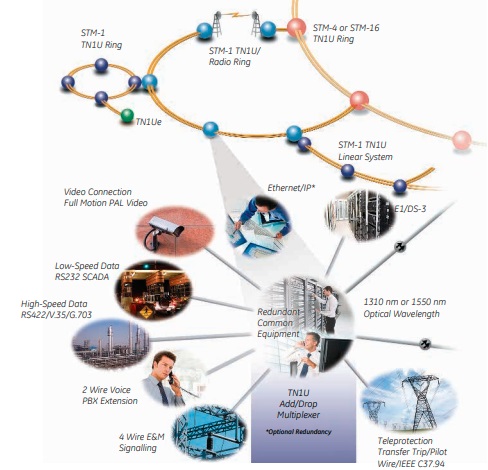 STM-1
TN1U Ring
STM-1 TN1U/
Radio Ring
STM-4 or STM-16
TN1U Ring
TN1Ue
STM-1 TN1U
Linear System
Video Connection
Full Motion PAL Video
Ethernet/IP*
E1/DS-3
Low-Speed Data
RS232 SCADA
High-Speed Data
RS422/V.35/G.703
Redundant
Common
Equipment
1310 nm or 1550 nm
Optical Wavelength
2 Wire Voice
PBX Extension
TN1U
Add/Drop
Multiplexer
*Optional Redundancy
4 Wire E&M
Signalling
Teleprotection
Transfer Trip/Pilot
Wire/IEEE C37.94